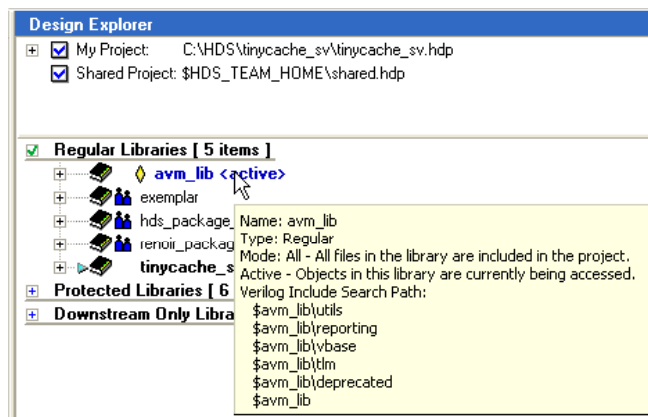 Design Explorer
My Project: C:\HDS\tinycache_sv\tinycache_sv.hdp
Shared Project: $HDS_TEAM_HOME\shared.hdp
Regular Libraries [ 5 items ]
avm_lib <active>
exemplar
hds_package_
renoir_packag
tinycache_s
Protected Libraries [ 6
Downstream Only Libra
Name: avm_lib
Type: Regular
Mode: All - All files in the library are included in the project.
Active - Objects in this library are currently being accessed.
Verilog Include Search Path:
$avm_lib\utils
$avm_lib\reporting
$avm_lib\vbase
$avm_lib\tlm
$avm_lib\deprecated
$avm_lib